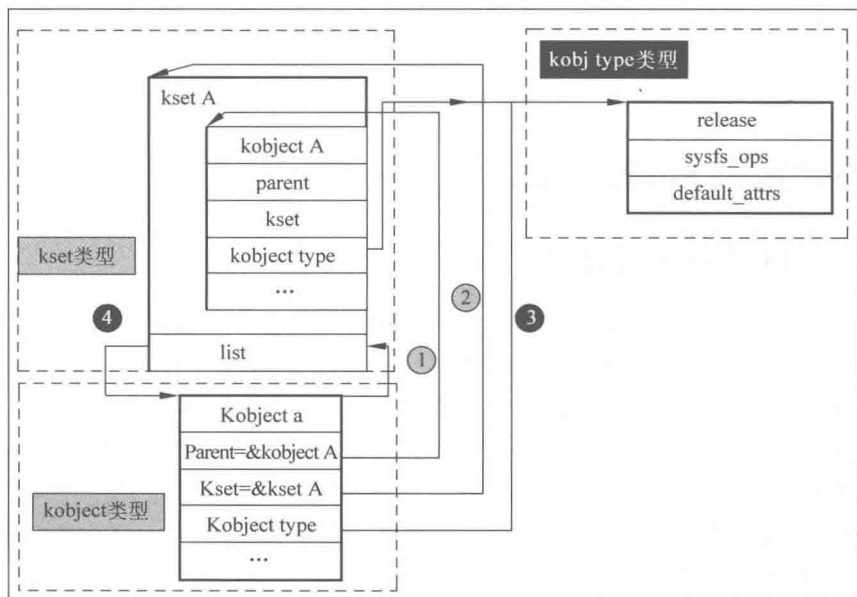 kobj type类型
kset A
release
kobject A
sysfs_ops
parent
default_attrs
kset
kset类型
kobject type
…
②
④
③
list
①
Kobject a
Parent=&kobject A
Kset=&kset A
kobject类型
Kobject type
…